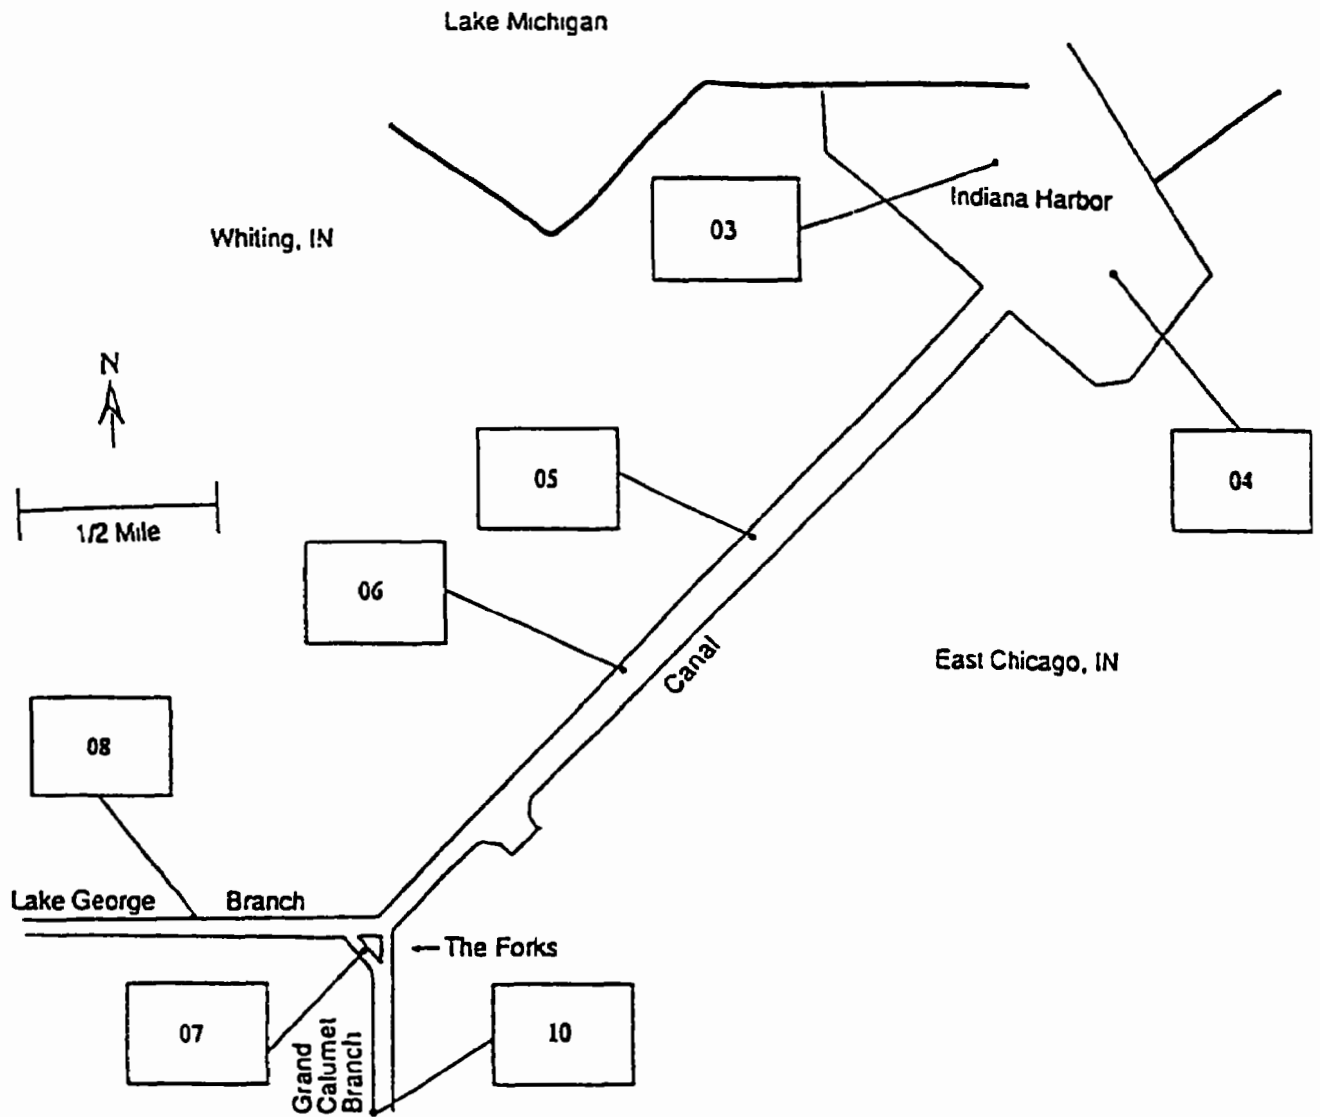 Lake Michigan
Indiana Harbor
03
Whiting, IN
N
1/2 Mile
05
04
06
Canal
East Chicago, IN
08
Lake George Branch
The Forks
07
10
Grand
Calumet
Branch